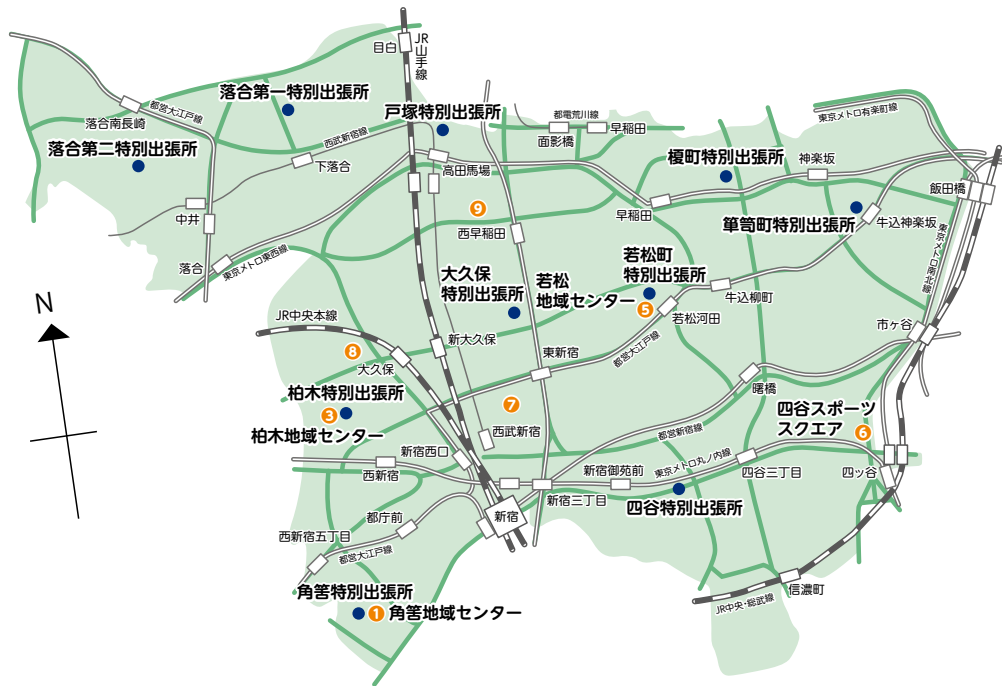 目白
JR山手線
落合第一特別出張所
都営大江戸線
落合南長崎
戸塚特別出張所
都電荒川線
早稲田
面影橋
東京メトロ有楽町線
西武新宿線
落合第二特別出張所
下落合
高田馬場
榎町特別出張所
神楽坂
飯田橋
中井
9
西早稲田
早稲田
箪笥町特別出張所
牛込神楽坂
東京メトロ南北線
落合
東京メトロ東西線
大久保
特別出張所
若松
地域センター
5
若松町
特別出張所
牛込柳町
若松河田
市ヶ谷
N
JR中央本線
新大久保
8
大久保
東新宿
都営大江戸線
曙橋
柏木特別出張所
3
柏木地域センター
7
西武新宿
都営新宿線
四谷スポーツ
スクエア
6
新宿西口
西新宿
新宿御苑前
東京メトロ丸ノ内線
四谷三丁目
四ッ谷
新宿三丁目
四谷特別出張所
都庁前
新宿
西新宿五丁目
都営大江戸線
角筈特別出張所
1
角筈地域センター
信濃町
JR中央・総武線